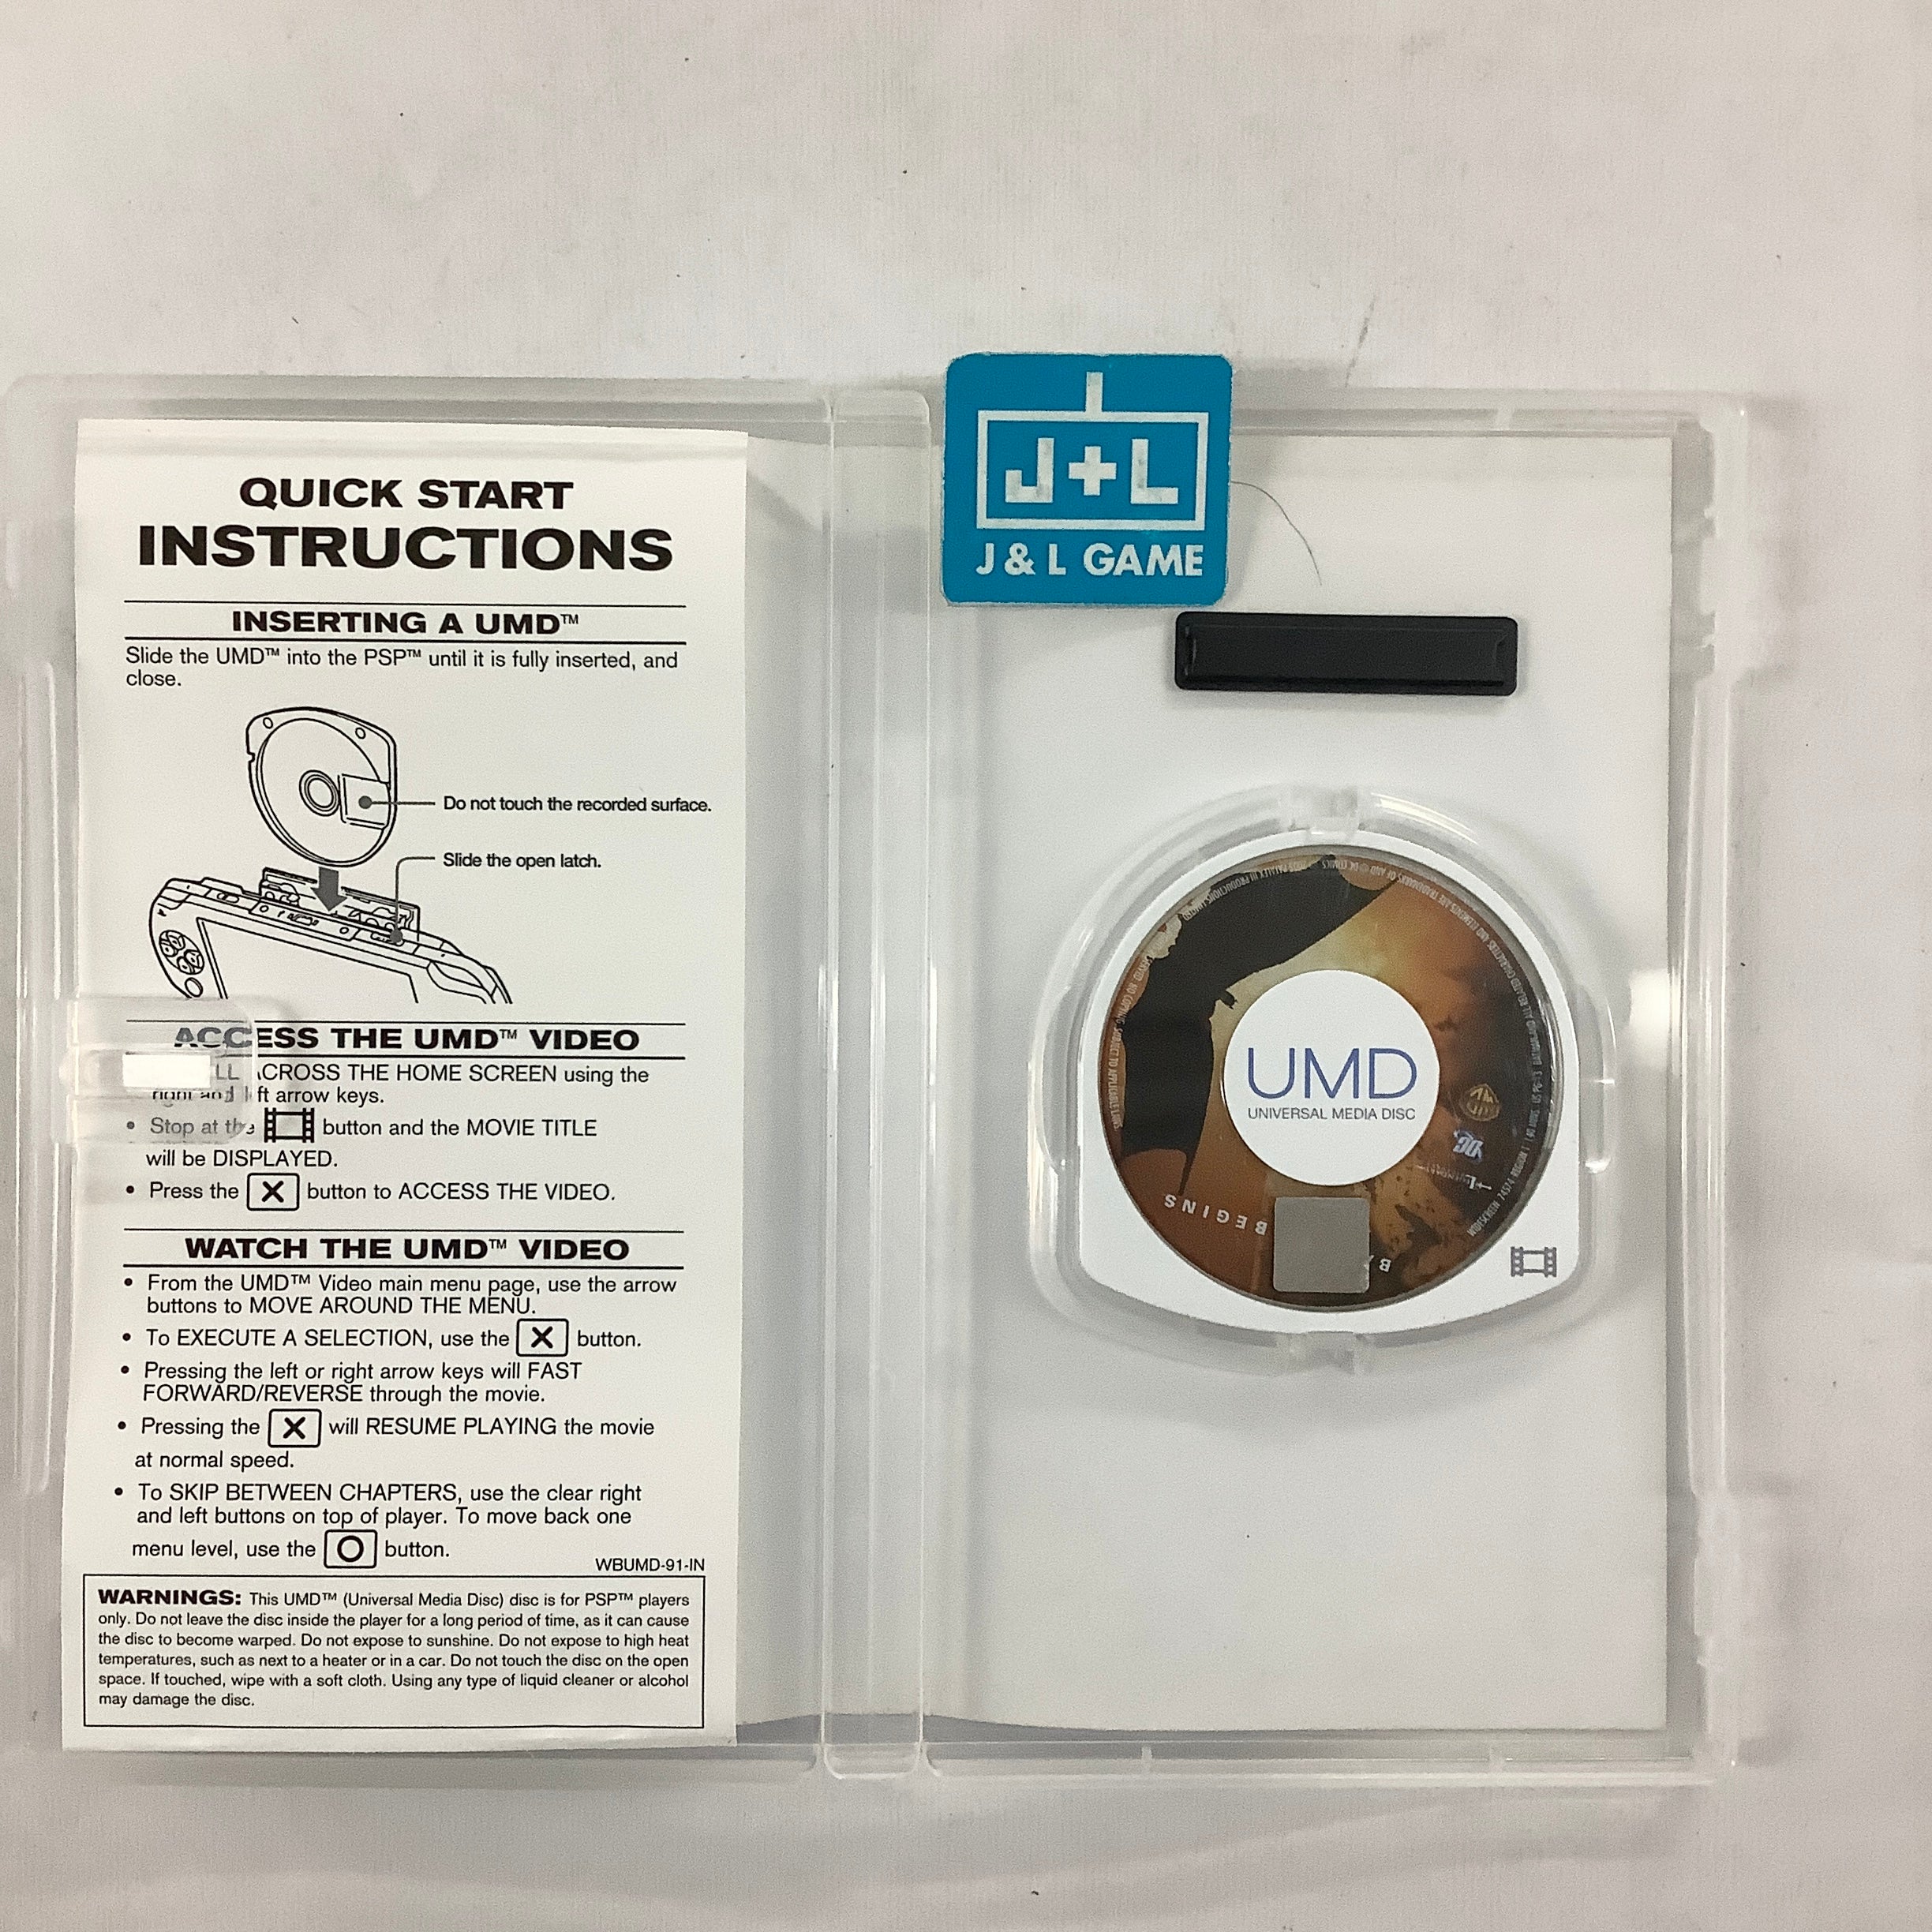 QUICK START
INSTRUCTIONS
INSERTING A UMD™
Slide the UMD™ into the PSP™ until it is fully inserted, and
close.
Do not touch the recorded surface.
Slide the open latch.
ACCESS THE UMD™ VIDEO
ACROSS THE HOME SCREEN using the
right and left arrow keys.
• Stop at the button and the MOVIE TITLE
will be DISPLAYED.
• Press the X button to ACCESS THE VIDEO.
WATCH THE UMD™ VIDEO
• From the UMD™ Video main menu page, use the arrow
buttons to MOVE AROUND THE MENU.
• To EXECUTE A SELECTION, use the X button.
• Pressing the left or right arrow keys will FAST
FORWARD/REVERSE through the movie.
• Pressing the X will RESUME PLAYING the movie
at normal speed.
• To SKIP BETWEEN CHAPTERS, use the clear right
and left buttons on top of player. To move back one
menu level, use the O button.
WBUMD-91-IN
WARNINGS: This UMD™ (Universal Media Disc) disc is for PSP™ players
only. Do not leave the disc inside the player for a long period of time, as it can cause
the disc to become warped. Do not expose to sunshine. Do not expose to high heat
temperatures, such as next to a heater or in a car. Do not touch the disc on the open
space. If touched, wipe with a soft cloth. Using any type of liquid cleaner or alcohol
may damage the disc.
J+L
J & L GAME
UMD
UNIVERSAL MEDIA DISC
BEGINS
DC
WB